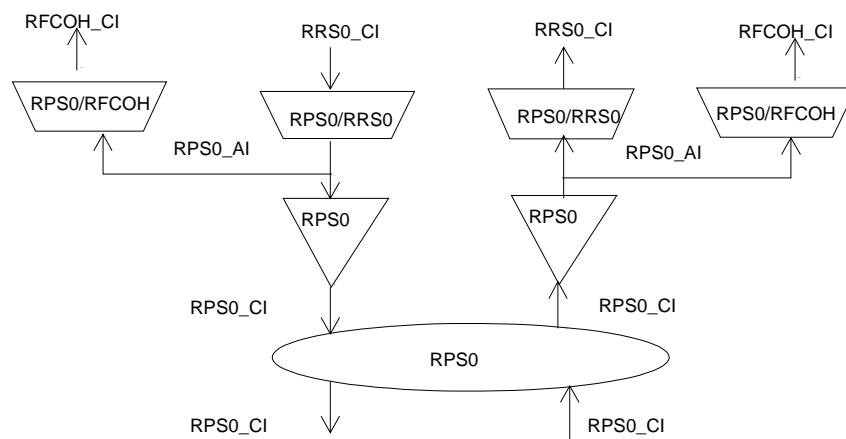 RFCOH_CI
RRS0_CI
RRS0_CI
RFCOH_CI
RPS0/RFCOH
RPS0/RRS0
RPS0/RRS0
RPS0/RFCOH
RPS0_AI
RPS0_AI
RPS0
RPS0
RPS0_CI
RPS0_CI
RPS0
RPS0_CI
RPS0_CI